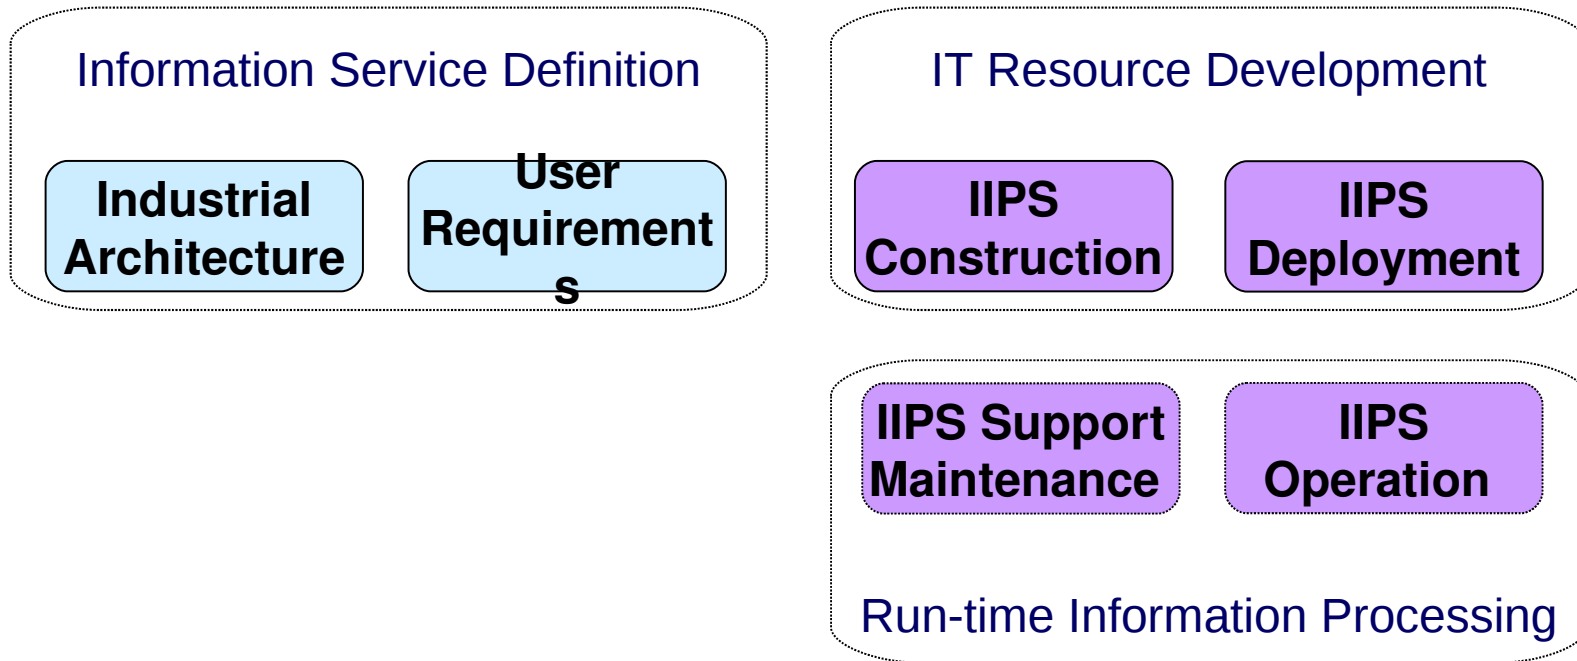 Information Service Definition
Industrial
Architecture
User
Requirement
s
IT Resource Development
IIPS
Construction
IIPS
Deployment
IIPS Support
Maintenance
IIPS
Operation
Run-time Information Processing